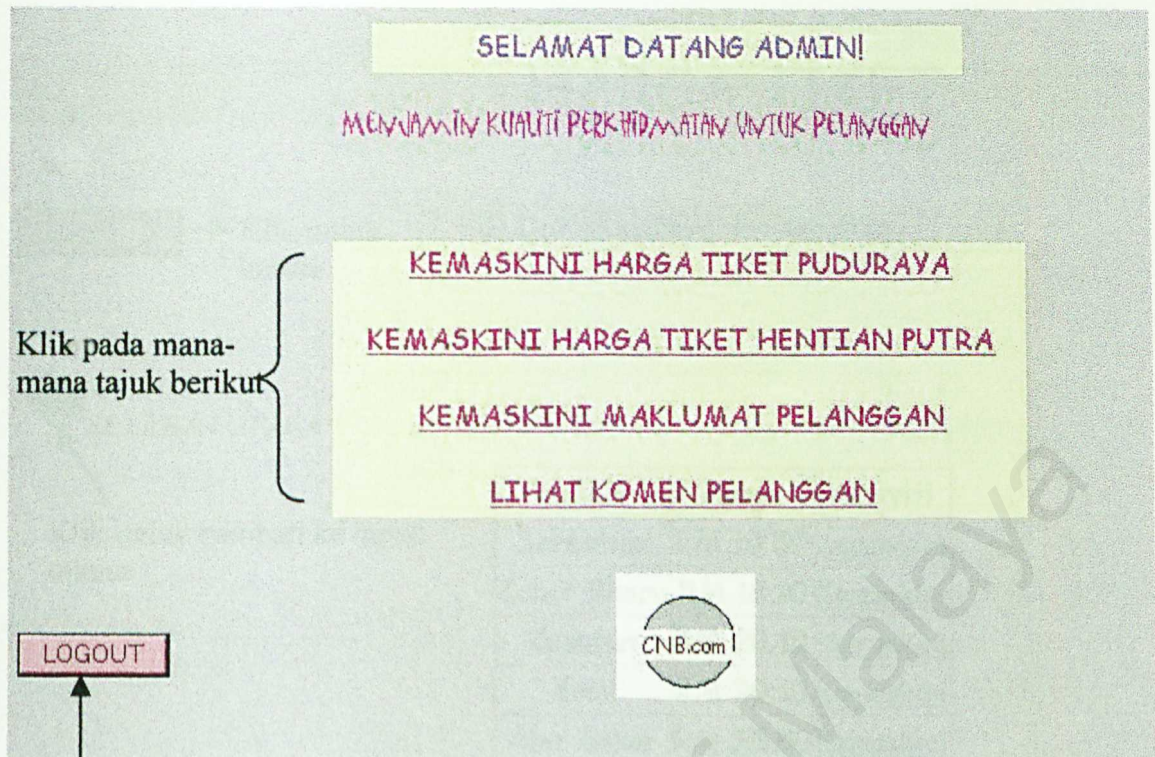 SELAMAT DATANG ADMIN!
MENJAMIN KUALITI PERKHIDMATAN UNTUK PELANGGAN
KEMASKINI HARGA TIKET PUDURAYA
KEMASKINI HARGA TIKET HENTIAN PUTRA
KEMASKINI MAKLUMAT PELANGGAN
LIHAT KOMEN PELANGGAN
Klik pada mana-
mana tajuk berikut
CNB.com
LOGOUT
Malaya